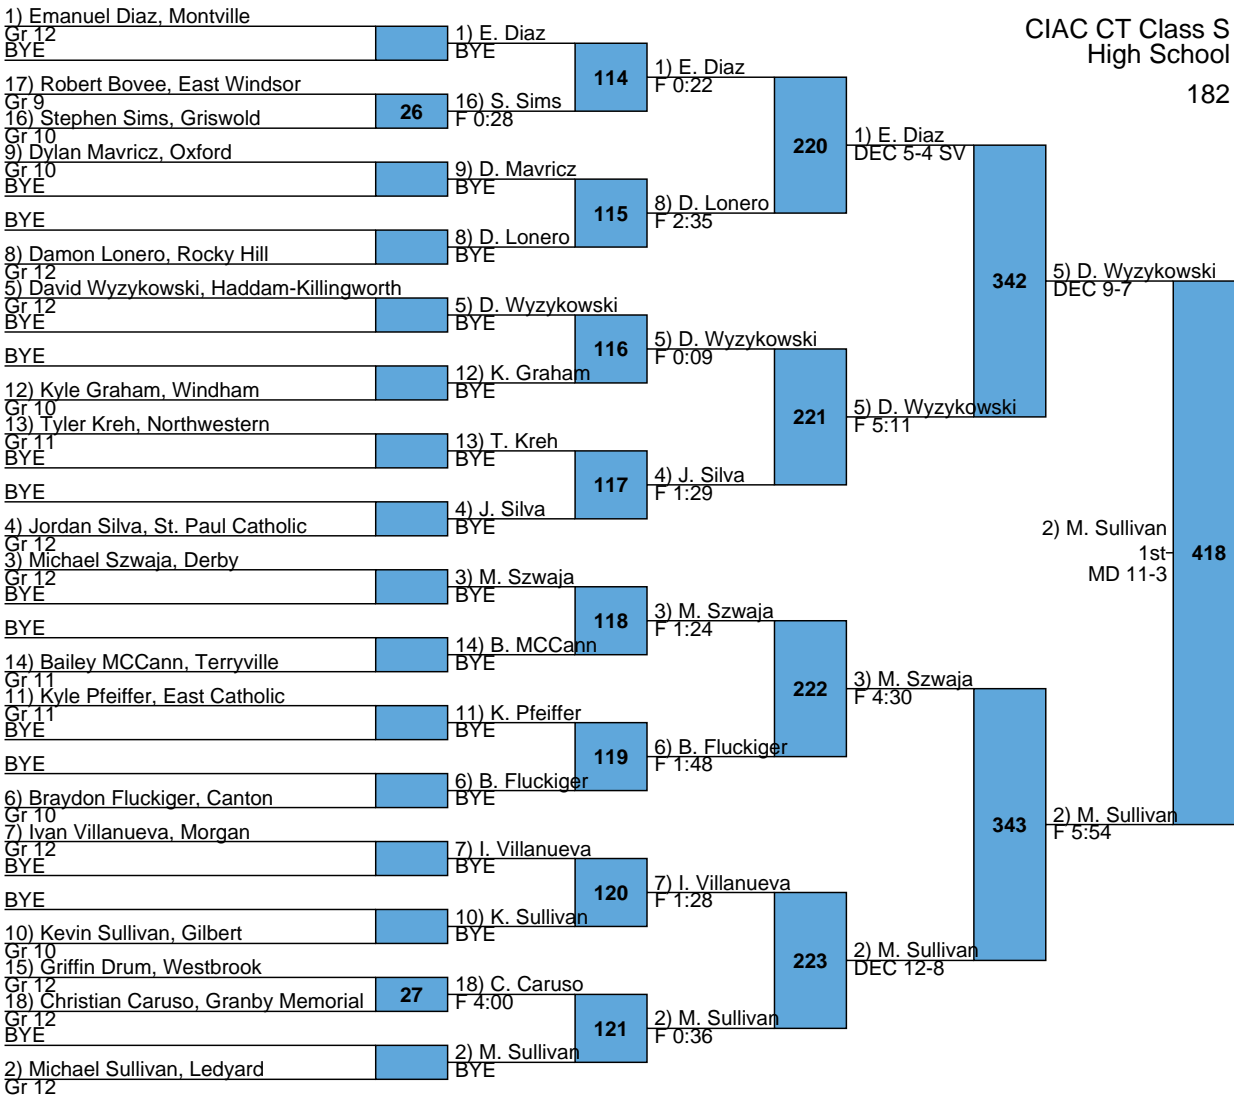 CIAC CT Class S
High School
182
1) Emanuel Diaz, Montville
Gr 12
BYE
17) Robert Bovee, East Windsor
Gr 9
16) Stephen Sims, Griswold
Gr 10
9) Dylan Mavricz, Oxford
Gr 10
BYE
BYE
8) Damon Lonero, Rocky Hill
Gr 12
5) David Wyzykowski, Haddam-Killingworth
Gr 12
BYE
BYE
12) Kyle Graham, Windham
Gr 10
13) Tyler Kreh, Northwestern
Gr 11
BYE
BYE
4) Jordan Silva, St. Paul Catholic
Gr 12
3) Michael Szwaja, Derby
Gr 12
BYE
BYE
14) Bailey MCCann, Terryville
Gr 11
11) Kyle Pfeiffer, East Catholic
Gr 11
BYE
BYE
6) Braydon Fluckiger, Canton
Gr 10
7) Ivan Villanueva, Morgan
Gr 12
BYE
BYE
10) Kevin Sullivan, Gilbert
Gr 10
15) Griffin Drum, Westbrook
Gr 12
18) Christian Caruso, Granby Memorial
Gr 12
BYE
2) Michael Sullivan, Ledyard
Gr 12
26
27
1) E. Diaz
BYE
16) S. Sims
F 0:28
9) D. Mavricz
BYE
8) D. Lonero
BYE
5) D. Wyzykowski
BYE
12) K. Graham
BYE
13) T. Kreh
BYE
4) J. Silva
BYE
3) M. Szwaja
BYE
14) B. MCCann
BYE
11) K. Pfeiffer
BYE
6) B. Fluckiger
BYE
7) I. Villanueva
BYE
10) K. Sullivan
BYE
18) C. Caruso
F 4:00
2) M. Sullivan
BYE
114
115
116
117
118
119
120
121
1) E. Diaz
F 0:22
8) D. Lonero
F 2:35
5) D. Wyzykowski
F 0:09
4) J. Silva
F 1:29
3) M. Szwaja
F 1:24
6) B. Fluckiger
F 1:48
7) I. Villanueva
F 1:28
2) M. Sullivan
F 0:36
220
221
222
223
1) E. Diaz
DEC 5-4 SV
5) D. Wyzykowski
F 5:11
3) M. Szwaja
F 4:30
2) M. Sullivan
DEC 12-8
342
343
5) D. Wyzykowski
DEC 9-7
2) M. Sullivan
F 5:54
418
2) M. Sullivan
1st
MD 11-3